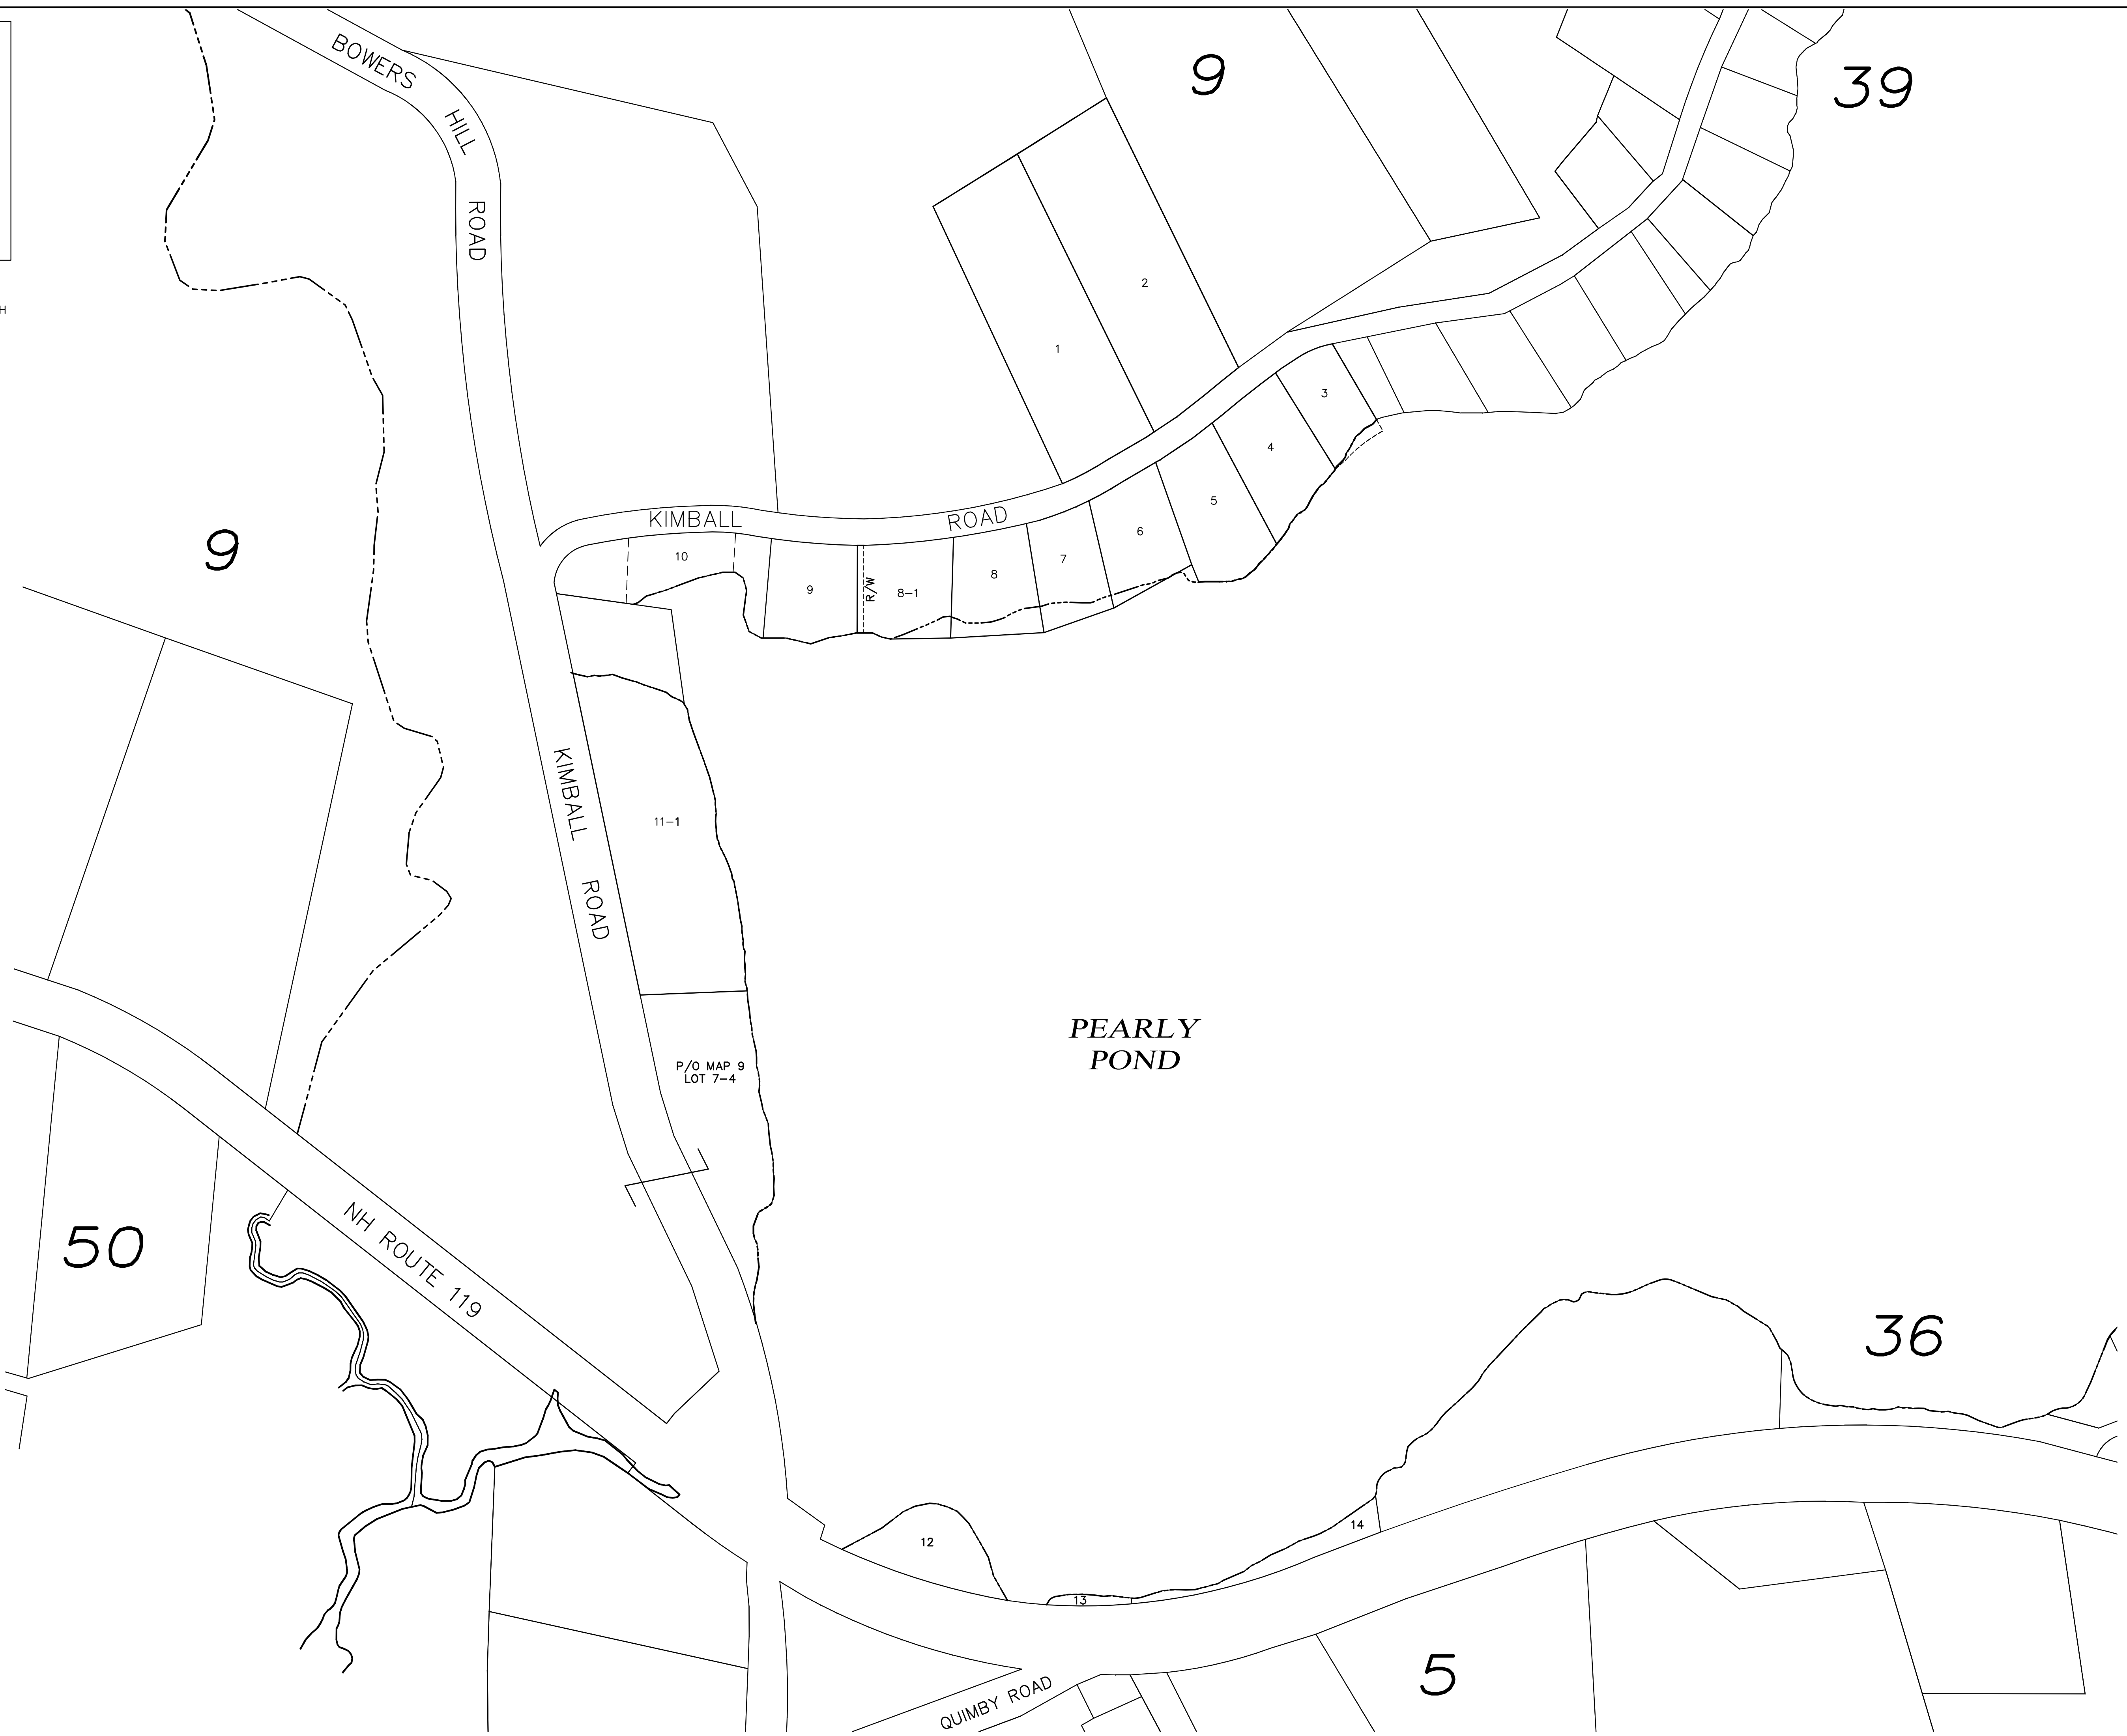 BOWERS HILL ROAD
9
39
H
2
1
3
4
5
6
7
8
8-1
R/W
9
10
KIMBALL ROAD
9
KIMBALL ROAD
11-1
PEARLY
POND
P/O MAP 9
LOT 7-4
50
NH ROUTE 119
36
12
14
13
5
QUIMBY ROAD